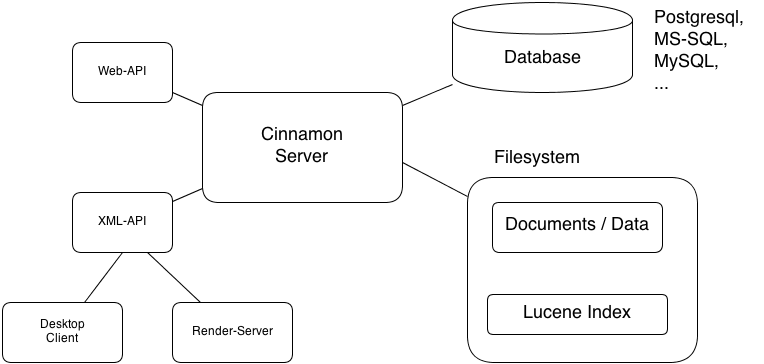 Postgresql,
MS-SQL,
MySQL,
...
Database
Web-API
Cinnamon
Server
Filesystem
Documents / Data
XML-API
Lucene Index
Desktop
Client
Render-Server